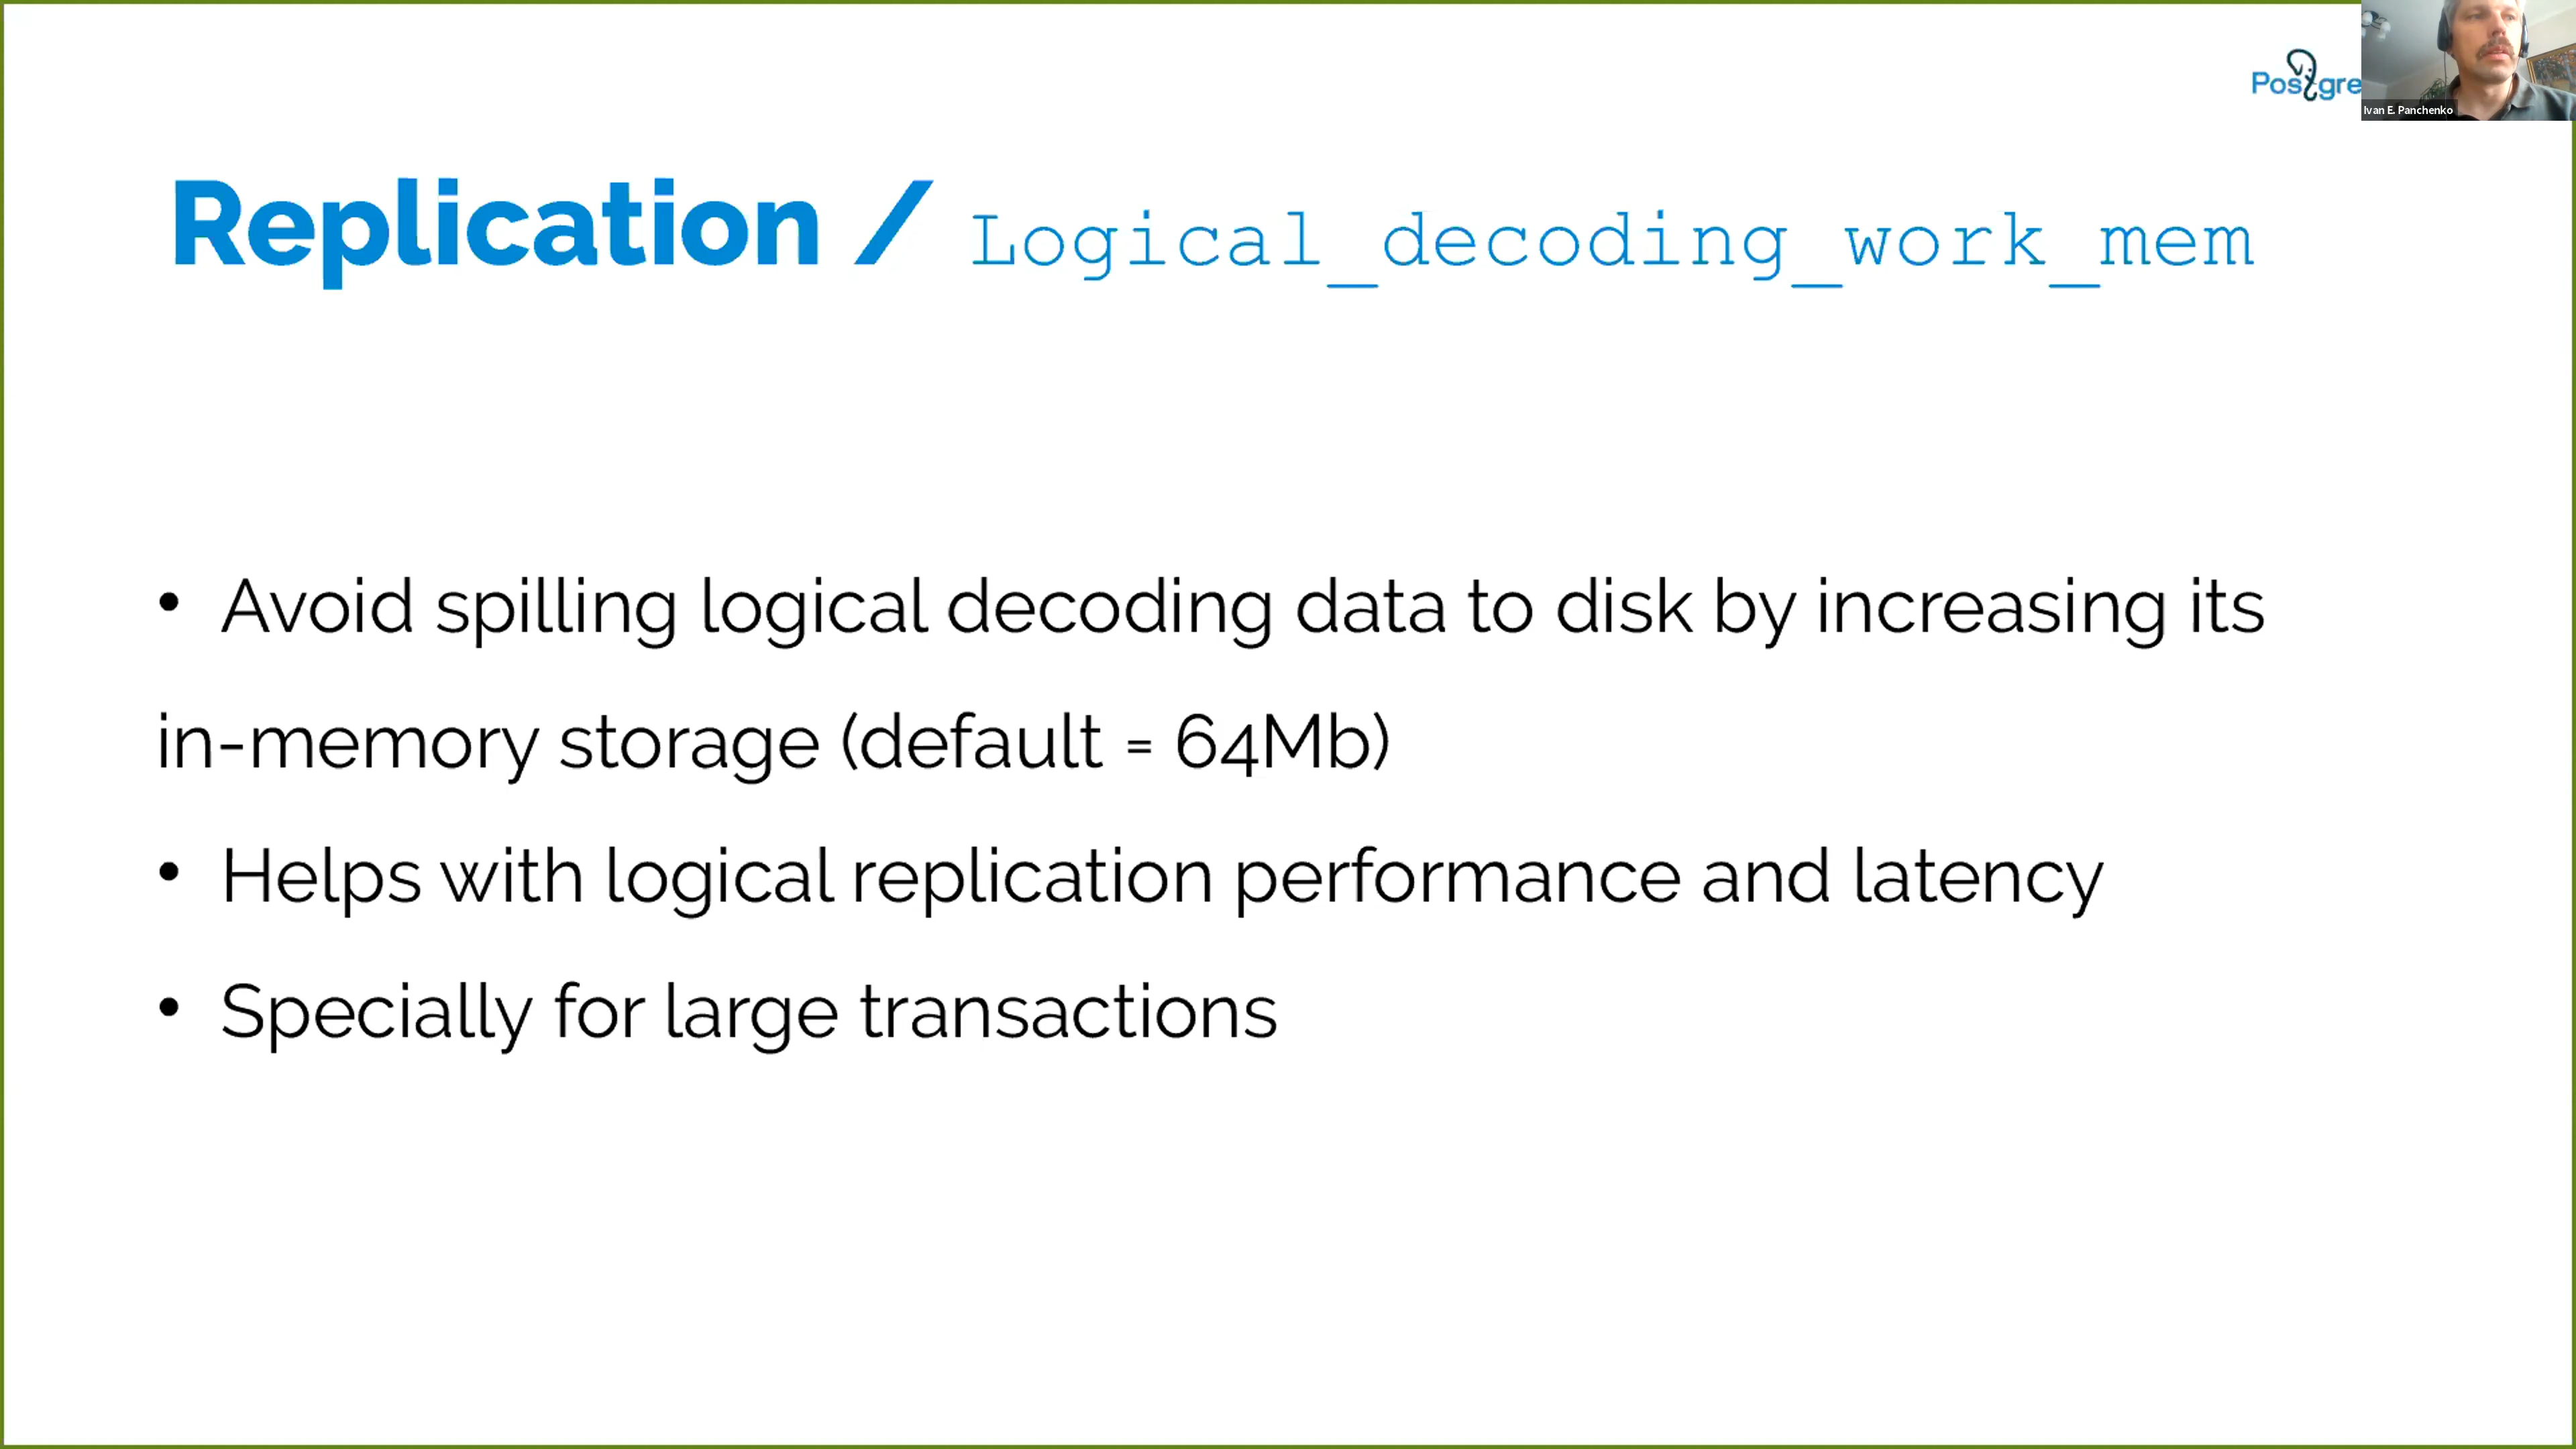 Postgre
Ivan E. Panchenko
Replication / Logical_decoding_work_mem
• Avoid spilling logical decoding data to disk by increasing its
in-memory storage (default = 64Mb)
• Helps with logical replication performance and latency
• Specially for large transactions